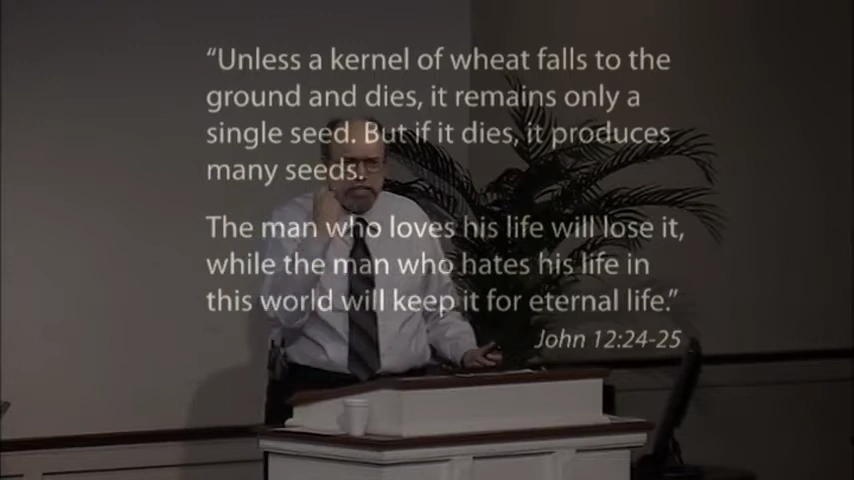 “Unless a kernel of wheat falls to the
ground and dies, it remains only a
single seed. But if it dies, it produces
many seeds.
The man who loves his life will lose it,
while the man who hates his life in
this world will keep it for eternal life.”
John 12:24-25